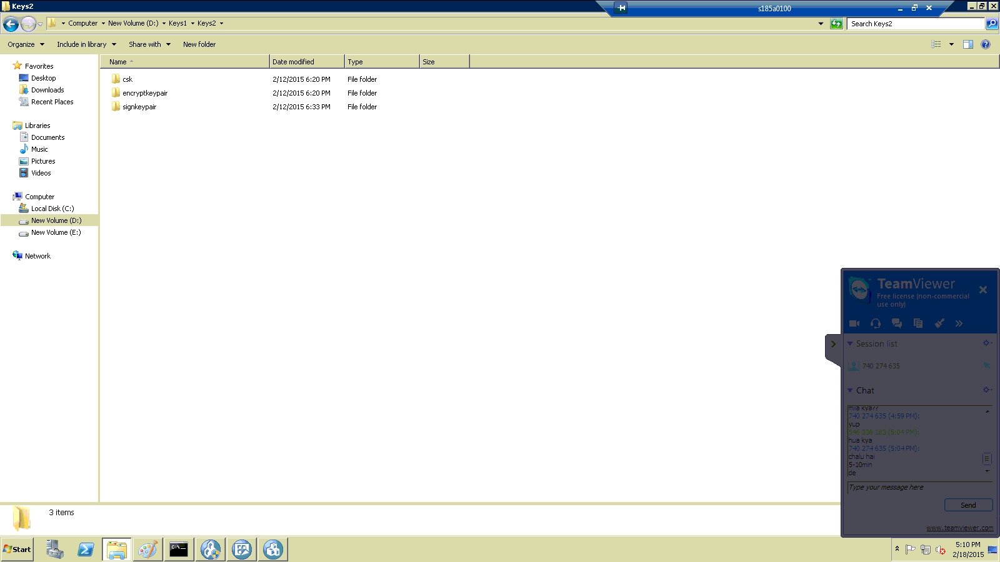 Keys2
s185a0100
Computer New Volume (D:) Keys1 Keys2
Search Keys2
Organize Include in library Share with New folder
Name Date modified Type Size
csk 2/12/2015 6:20 PM File folder
encryptkeypair 2/12/2015 6:20 PM File folder
signkeypair 2/12/2015 6:33 PM File folder
Favorites
Desktop
Downloads
Recent Places
Libraries
Documents
Music
Pictures
Videos
Computer
Local Disk (C:)
New Volume (D:)
New Volume (E:)
Network
TeamViewer
Free license (non-commercial
use only)
Session list
740 274 635
Chat
kya??
740 274 635 (4:59 PM):
yup
546 336 183 (5:04 PM):
hua kya
740 274 635 (5:04 PM):
chalu hai
5-10min
de
Type your message here
Send
www.teamviewer.com
3 items
Start
C:\
5:10 PM
2/18/2015